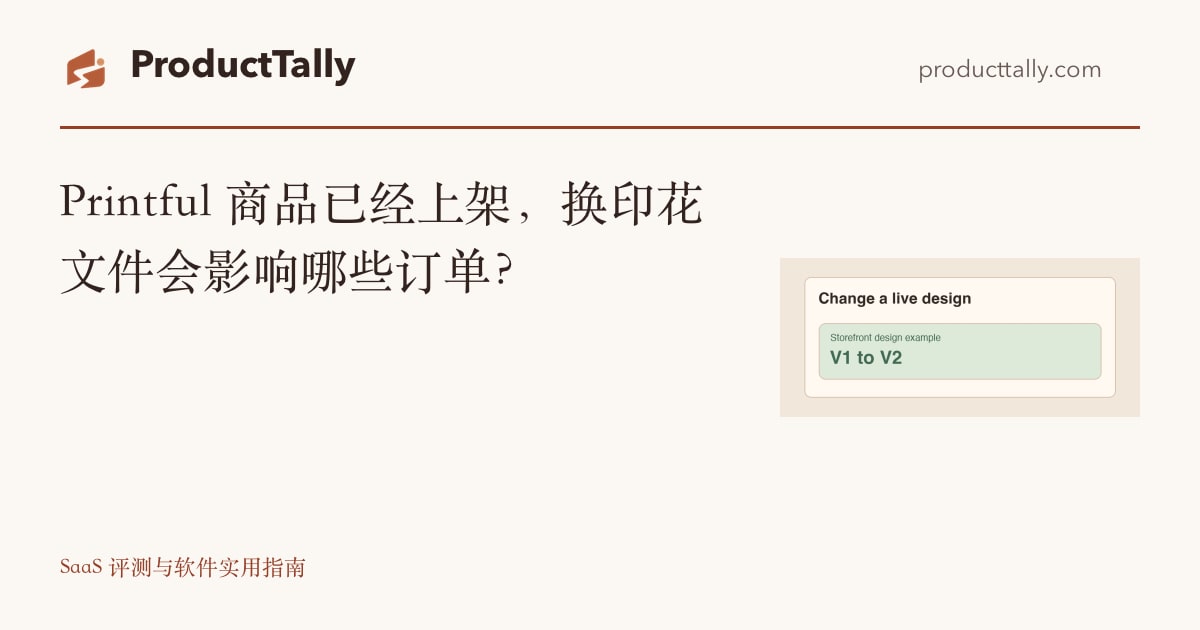 ProductTally
producttally.com
Printful 商品已经上架，换印花
文件会影响哪些订单？
Change a live design
Storefront design example
V1 to V2
SaaS 评测与软件实用指南